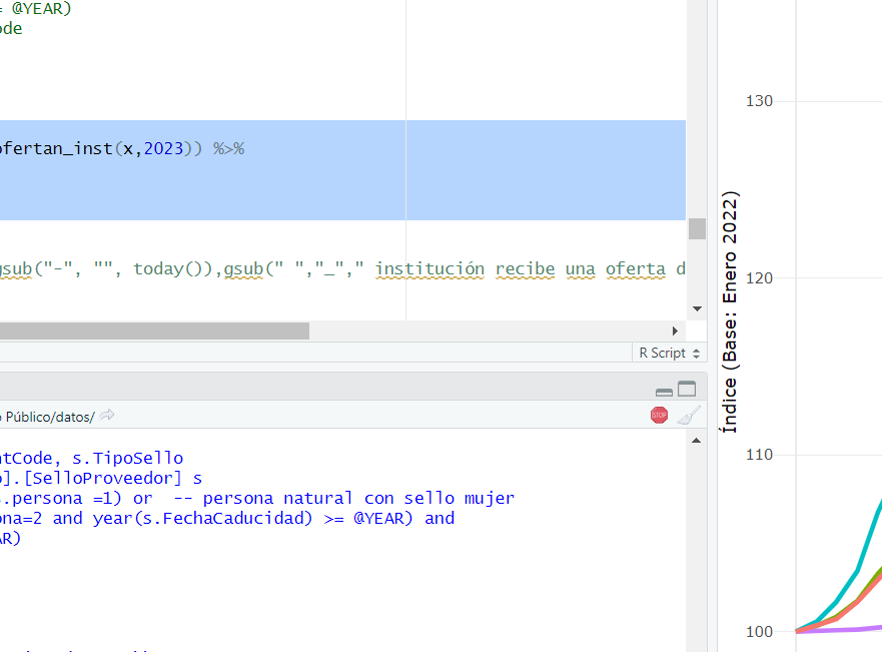 = @YEAR)
ode
ofertan_inst(x,2023)) %>%
gsub("-", "", today()),gsub(" ","_"," institución recibe una oferta d
R Script
o Público/datos/
STOP
ntCode, s.TipoSello
o].[SelloProveedor] s
s.persona =1) or  -- persona natural con sello mujer
ona=2 and year(s.FechaCaducidad) >= @YEAR) and
AR)
Índice (Base: Enero 2022)
130
120
110
100